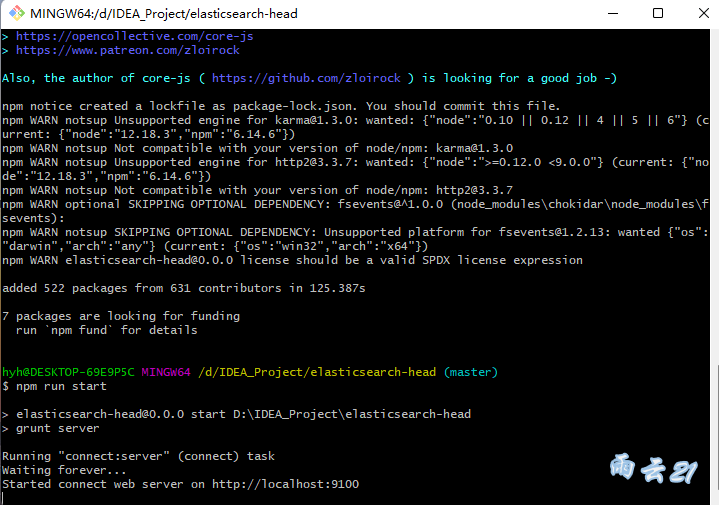 MINGW64:/d/IDEA_Project/elasticsearch-head
> https://opencollective.com/core-js
> https://www.patreon.com/zloirock
Also, the author of core-js ( https://github.com/zloirock ) is looking for a good job -)
npm notice created a lockfile as package-lock.json. You should commit this file.
npm WARN notsup Unsupported engine for karma@1.3.0: wanted: {"node":"0.10 || 0.12 || 4 || 5 || 6"} (c
urrent: {"node":"12.18.3","npm":"6.14.6"})
npm WARN notsup Not compatible with your version of node/npm: karma@1.3.0
npm WARN notsup Unsupported engine for http2@3.3.7: wanted: {"node":">=0.12.0 <9.0.0"} (current: {"no
de":"12.18.3","npm":"6.14.6"})
npm WARN notsup Not compatible with your version of node/npm: http2@3.3.7
npm WARN optional SKIPPING OPTIONAL DEPENDENCY: fsevents@^1.0.0 (node_modules\chokidar\node_modules\f
sevents):
npm WARN notsup SKIPPING OPTIONAL DEPENDENCY: Unsupported platform for fsevents@1.2.13: wanted {"os":
"darwin","arch":"any"} (current: {"os":"win32","arch":"x64"})
npm WARN elasticsearch-head@0.0.0 license should be a valid SPDX license expression
added 522 packages from 631 contributors in 125.387s
7 packages are looking for funding
run `npm fund` for details
hyh@DESKTOP-69E9P5C MINGW64 /d/IDEA_Project/elasticsearch-head (master)
$ npm run start
> elasticsearch-head@0.0.0 start D:\IDEA_Project\elasticsearch-head
> grunt server
Running "connect:server" (connect) task
Waiting forever...
Started connect web server on http://localhost:9100
雨云21